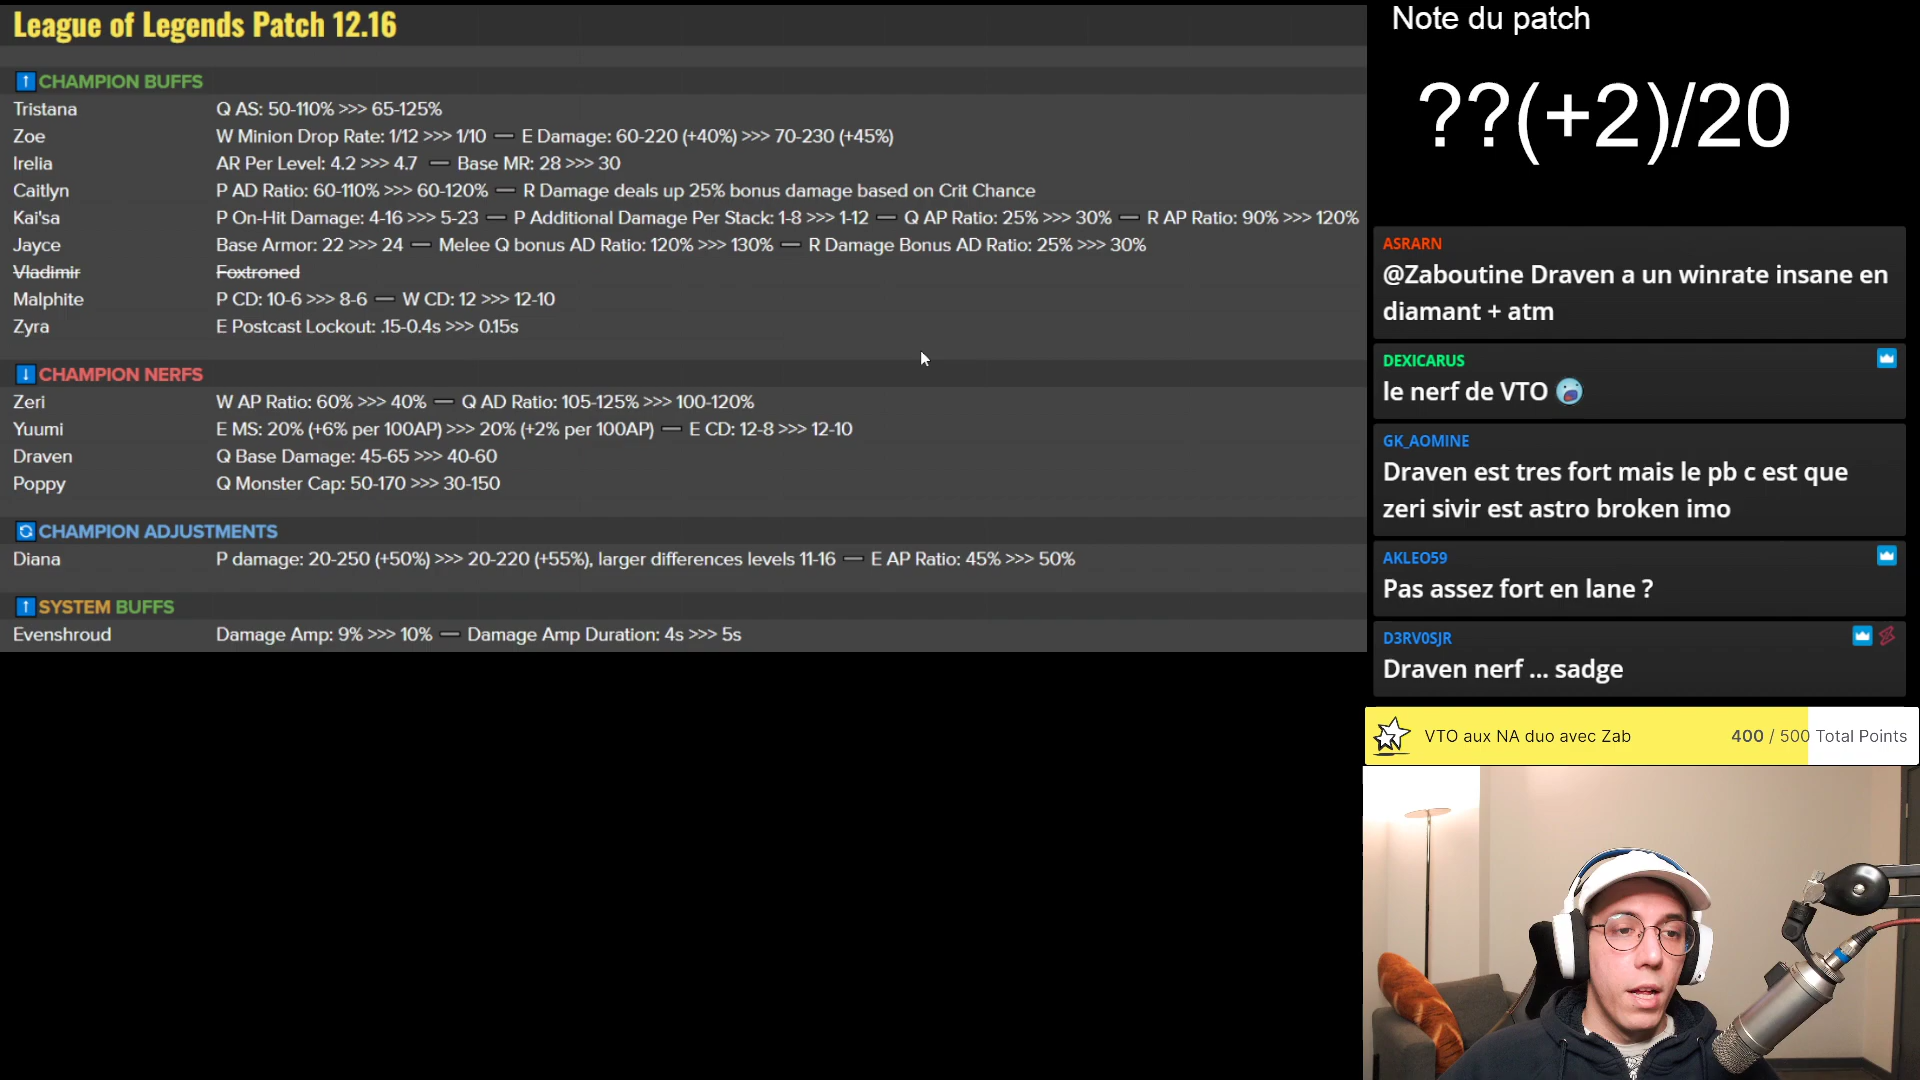 League of Legends Patch 12.16
CHAMPION BUFFS
Tristana Q AS: 50-110% >>> 65-125%
Zoe W Minion Drop Rate: 1/12 >>> 1/10 — E Damage: 60-220 (+40%) >>> 70-230 (+45%)
Irelia AR Per Level: 4.2 >>> 4.7 — Base MR: 28 >>> 30
Caitlyn P AD Ratio: 60-110% >>> 60-120% — R Damage deals up 25% bonus damage based on Crit Chance
Kai'sa P On-Hit Damage: 4-16 >>> 5-23 — P Additional Damage Per Stack: 1-8 >>> 1-12 — Q AP Ratio: 25% >>> 30% — R AP Ratio: 90% >>> 120%
Jayce Base Armor: 22 >>> 24 — Melee Q bonus AD Ratio: 120% >>> 130% — R Damage Bonus AD Ratio: 25% >>> 30%
Vladimir Foxtroned
Malphite P CD: 10-6 >>> 8-6 — W CD: 12 >>> 12-10
Zyra E Postcast Lockout: .15-0.4s >>> 0.15s
CHAMPION NERFS
Zeri W AP Ratio: 60% >>> 40% — Q AD Ratio: 105-125% >>> 100-120%
Yuumi E MS: 20% (+6% per 100AP) >>> 20% (+2% per 100AP) — E CD: 12-8 >>> 12-10
Draven Q Base Damage: 45-65 >>> 40-60
Poppy Q Monster Cap: 50-170 >>> 30-150
CHAMPION ADJUSTMENTS
Diana P damage: 20-250 (+50%) >>> 20-220 (+55%), larger differences levels 11-16 — E AP Ratio: 45% >>> 50%
SYSTEM BUFFS
Evenshroud Damage Amp: 9% >>> 10% — Damage Amp Duration: 4s >>> 5s
Note du patch
??(+2)/20
ASRARN
@Zaboutine Draven a un winrate insane en
diamant + atm
DEXICARUS
le nerf de VTO
GK_AOMINE
Draven est tres fort mais le pb c est que
zeri sivir est astro broken imo
AKLEO59
Pas assez fort en lane ?
D3RV0SJR
Draven nerf ... sadge
VTO aux NA duo avec Zab 400 / 500 Total Points